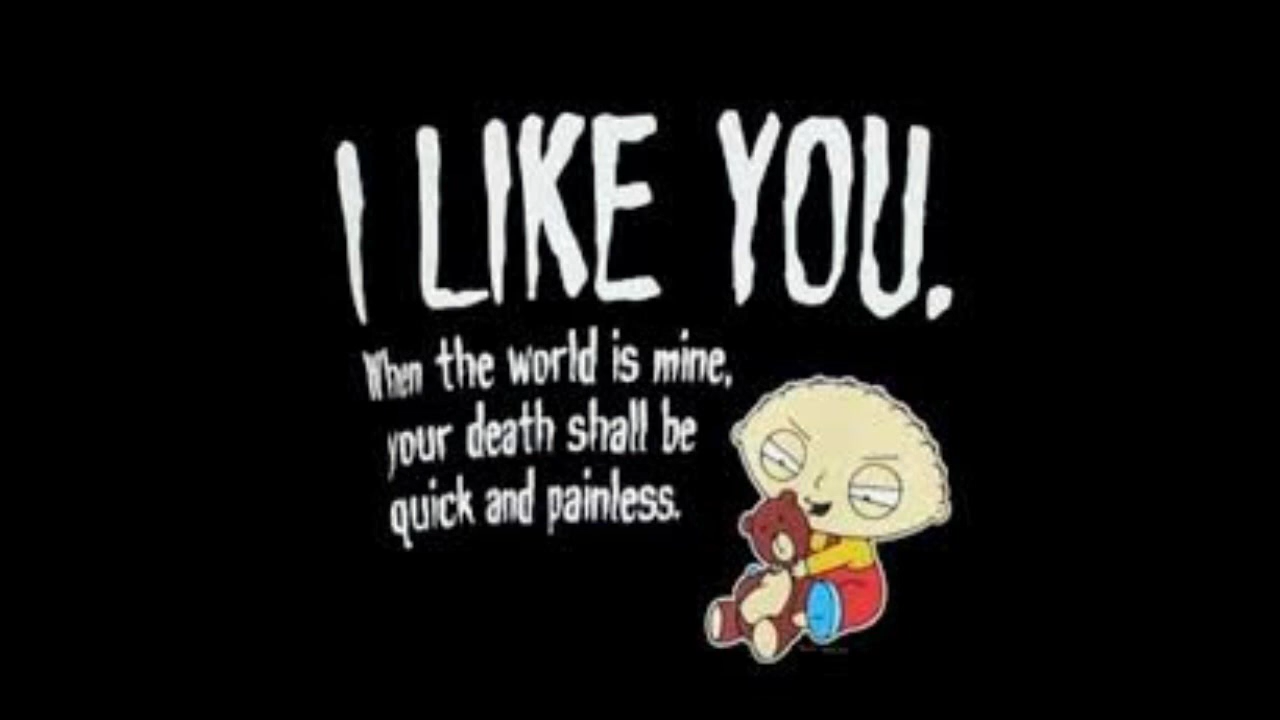 I LIKE YOU.
When the world is mine,
your death shall be
quick and painless.